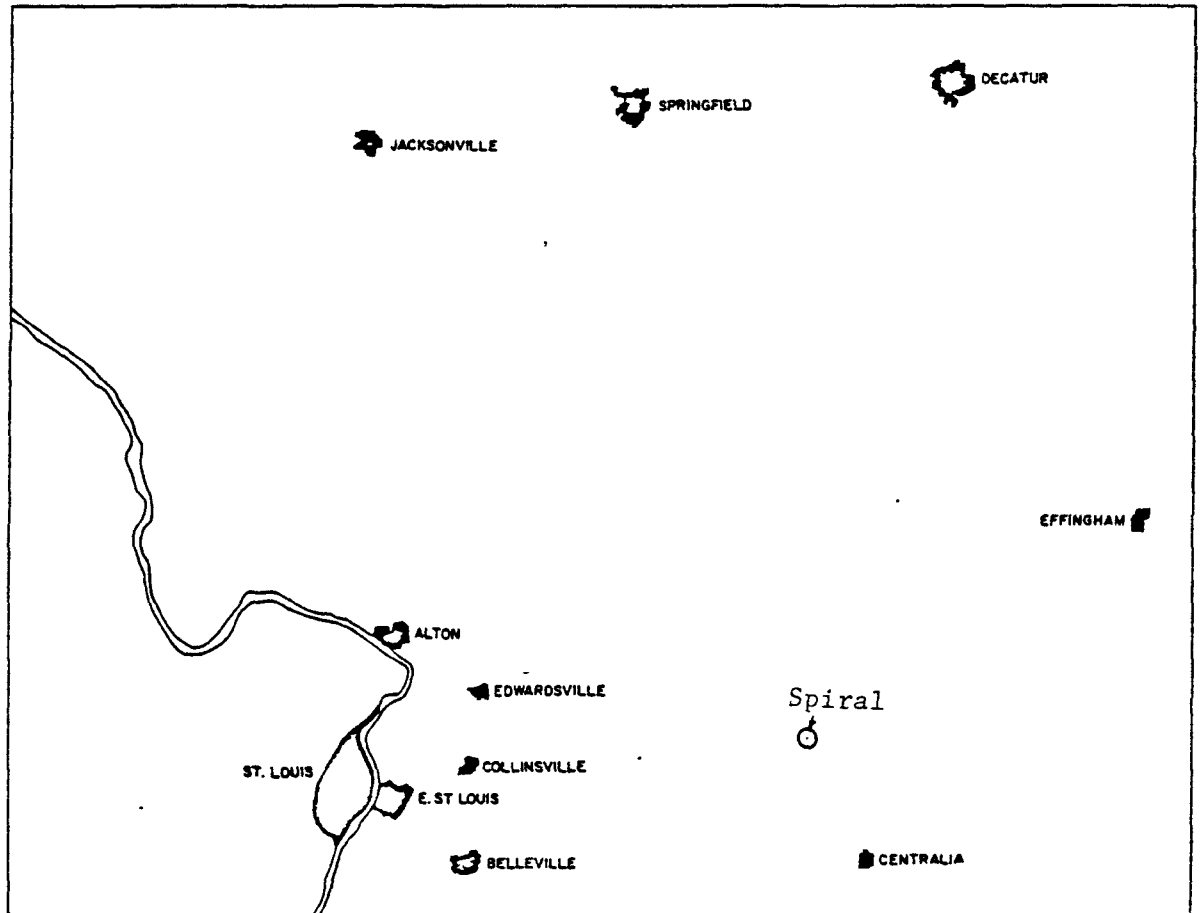 DECATUR
SPRINGFIELD
JACKSONVILLE
EFFINGHAM
ALTON
EDWARDSVILLE
Spiral
ST. LOUIS
COLLINSVILLE
E. ST LOUIS
BELLEVILLE
CENTRALIA